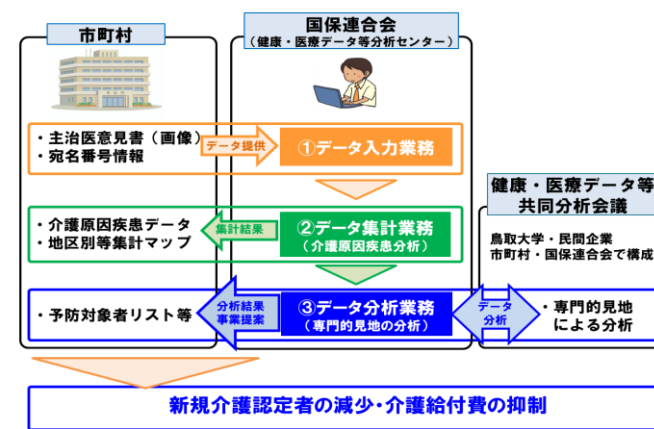 市町村
国保連合会
(健康・医療データ等分析センター)
・主治医意見書（画像）
・宛名番号情報
データ提供
①データ入力業務
健康・医療データ等
共同分析会議
・介護原因疾患データ
・地区別等集計マップ
集計結果
②データ集計業務
(介護原因疾患分析)
鳥取大学・民間企業
市町村・国保連合会で構成
・予防対象者リスト等
分析結果
事業提案
③データ分析業務
(専門的見地の分析)
データ
分析
・専門的見地
による分析
新規介護認定者の減少・介護給付費の抑制